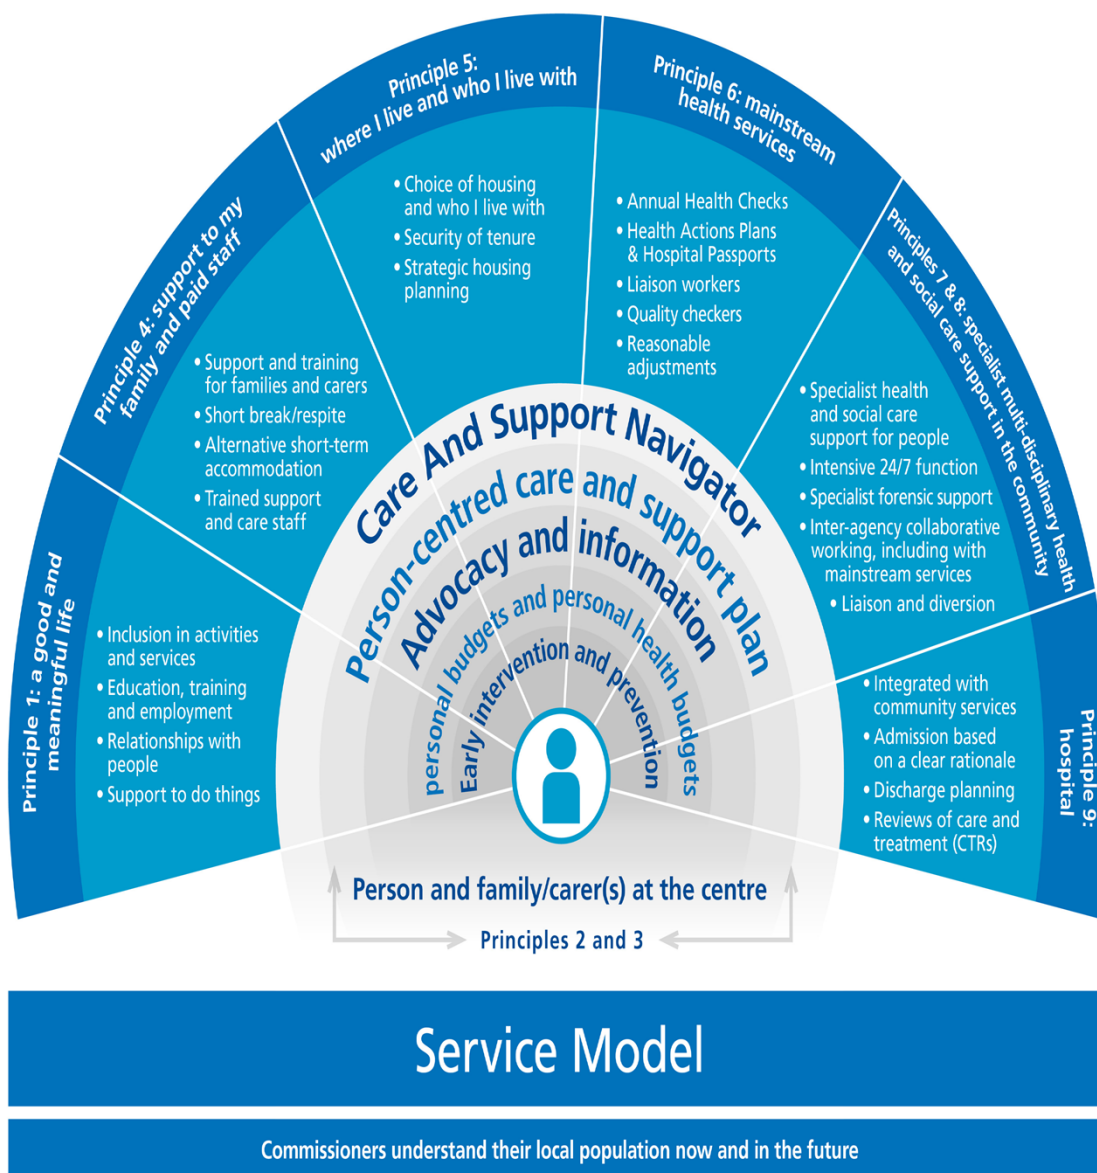 Principle 1: a good and
meaningful life
• Inclusion in activities
and services
• Education, training
and employment
• Relationships with
people
• Support to do things
Principle 4: support to my
family and paid staff
• Support and training
for families and carers
• Short break/respite
• Alternative short-term
accommodation
• Trained support
and care staff
Principle 5:
where I live and who I live with
• Choice of housing
and who I live with
• Security of tenure
• Strategic housing
planning
Principle 6: mainstream
health services
• Annual Health Checks
• Health Actions Plans
& Hospital Passports
• Liaison workers
• Quality checkers
• Reasonable
adjustments
Principles 7 & 8: specialist multi-disciplinary health
and social care support in the community
• Specialist health
and social care
support for people
• Intensive 24/7 function
• Specialist forensic support
• Inter-agency collaborative
working, including with
mainstream services
• Liaison and diversion
Principle 9:
hospital
• Integrated with
community services
• Admission based
on a clear rationale
• Discharge planning
• Reviews of care and
treatment (CTRs)
Care And Support Navigator
Person-centred care and support plan
Advocacy and information
personal budgets and personal health budgets
Early intervention and prevention
Person and family/carer(s) at the centre
Principles 2 and 3
Service Model
Commissioners understand their local population now and in the future